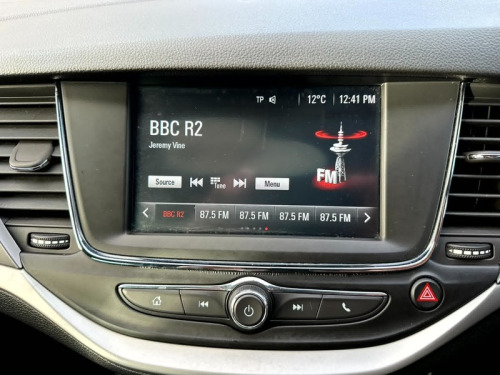 TP 12°C 12:41 PM
BBC R2
Jeremy Vine
FM
Source Tune Menu
BBC R2 87.5 FM 87.5 FM 87.5 FM 87.5 FM